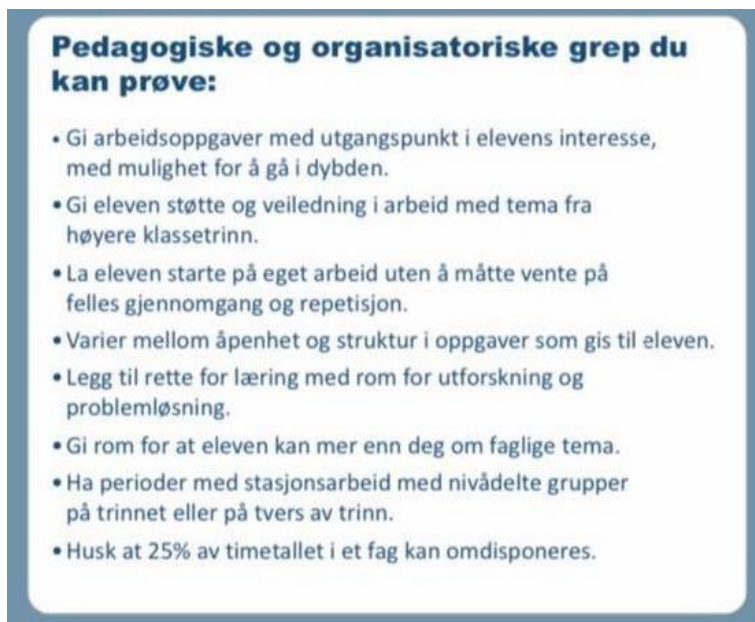 Pedagogiske og organisatoriske grep du
kan prøve:
• Gi arbeidsoppgaver med utgangspunkt i elevens interesse,
med mulighet for å gå i dybden.
• Gi eleven støtte og veiledning i arbeid med tema fra
høyere klassetrinn.
• La eleven starte på eget arbeid uten å måtte vente på
felles gjennomgang og repetisjon.
• Varier mellom åpenhet og struktur i oppgaver som gis til eleven.
• Legg til rette for læring med rom for utforskning og
problemløsning.
• Gi rom for at eleven kan mer enn deg om faglige tema.
• Ha perioder med stasjonsarbeid med nivådelte grupper
på trinnet eller på tvers av trinn.
• Husk at 25% av timetallet i et fag kan omdisponeres.